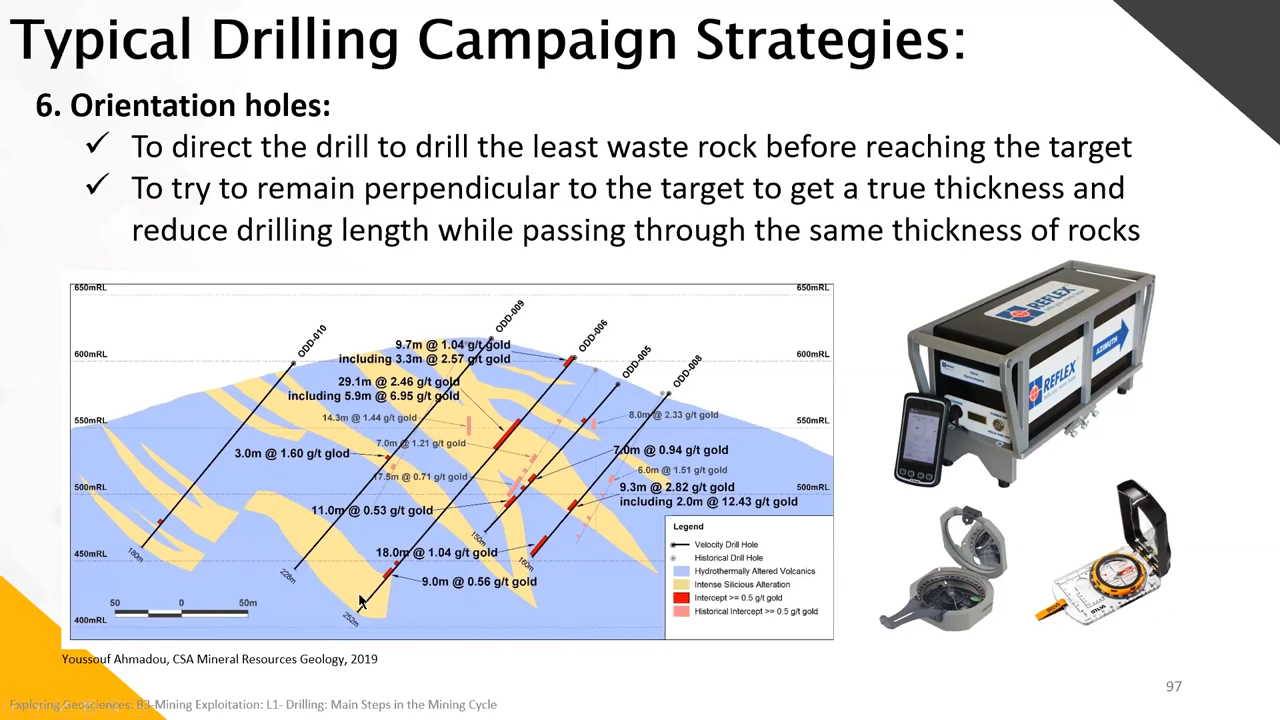 Typical Drilling Campaign Strategies:
6. Orientation holes:
✓ To direct the drill to drill the least waste rock before reaching the target
✓ To try to remain perpendicular to the target to get a true thickness and
reduce drilling length while passing through the same thickness of rocks
650mRL
650mRL
ODD-010
ODD-009
ODD-006
ODD-005
ODD-008
600mRL
600mRL
9.7m @ 1.04 g/t gold
including 3.3m @ 2.57 g/t gold
29.1m @ 2.46 g/t gold
including 5.9m @ 6.95 g/t gold
14.3m @ 1.44 g/t gold
8.0m @ 2.33 g/t gold
550mRL
550mRL
7.0m @ 1.21 g/t gold
7.0m @ 0.94 g/t gold
3.0m @ 1.60 g/t glod
17.5m @ 0.71 g/t gold
6.0m @ 1.51 g/t gold
500mRL
500mRL
9.3m @ 2.82 g/t gold
including 2.0m @ 12.43 g/t gold
11.0m @ 0.53 g/t gold
18.0m @ 1.04 g/t gold
9.0m @ 0.56 g/t gold
450mRL
400mRL
180m
228m
252m
150m
160m
50 0 50m
Legend
Velocity Drill Hole
Historical Drill Hole
Hydrothermally Altered Volcanics
Intense Silicious Alteration
Intercept >= 0.5 g/t gold
Historical Intercept >= 0.5 g/t gold
REFLEX
REFLEX
AZIMUTH
SILVA
Youssouf Ahmadou, CSA Mineral Resources Geology, 2019
97
Exploring Geosciences: B3-Mining Exploitation: L1- Drilling: Main Steps in the Mining Cycle